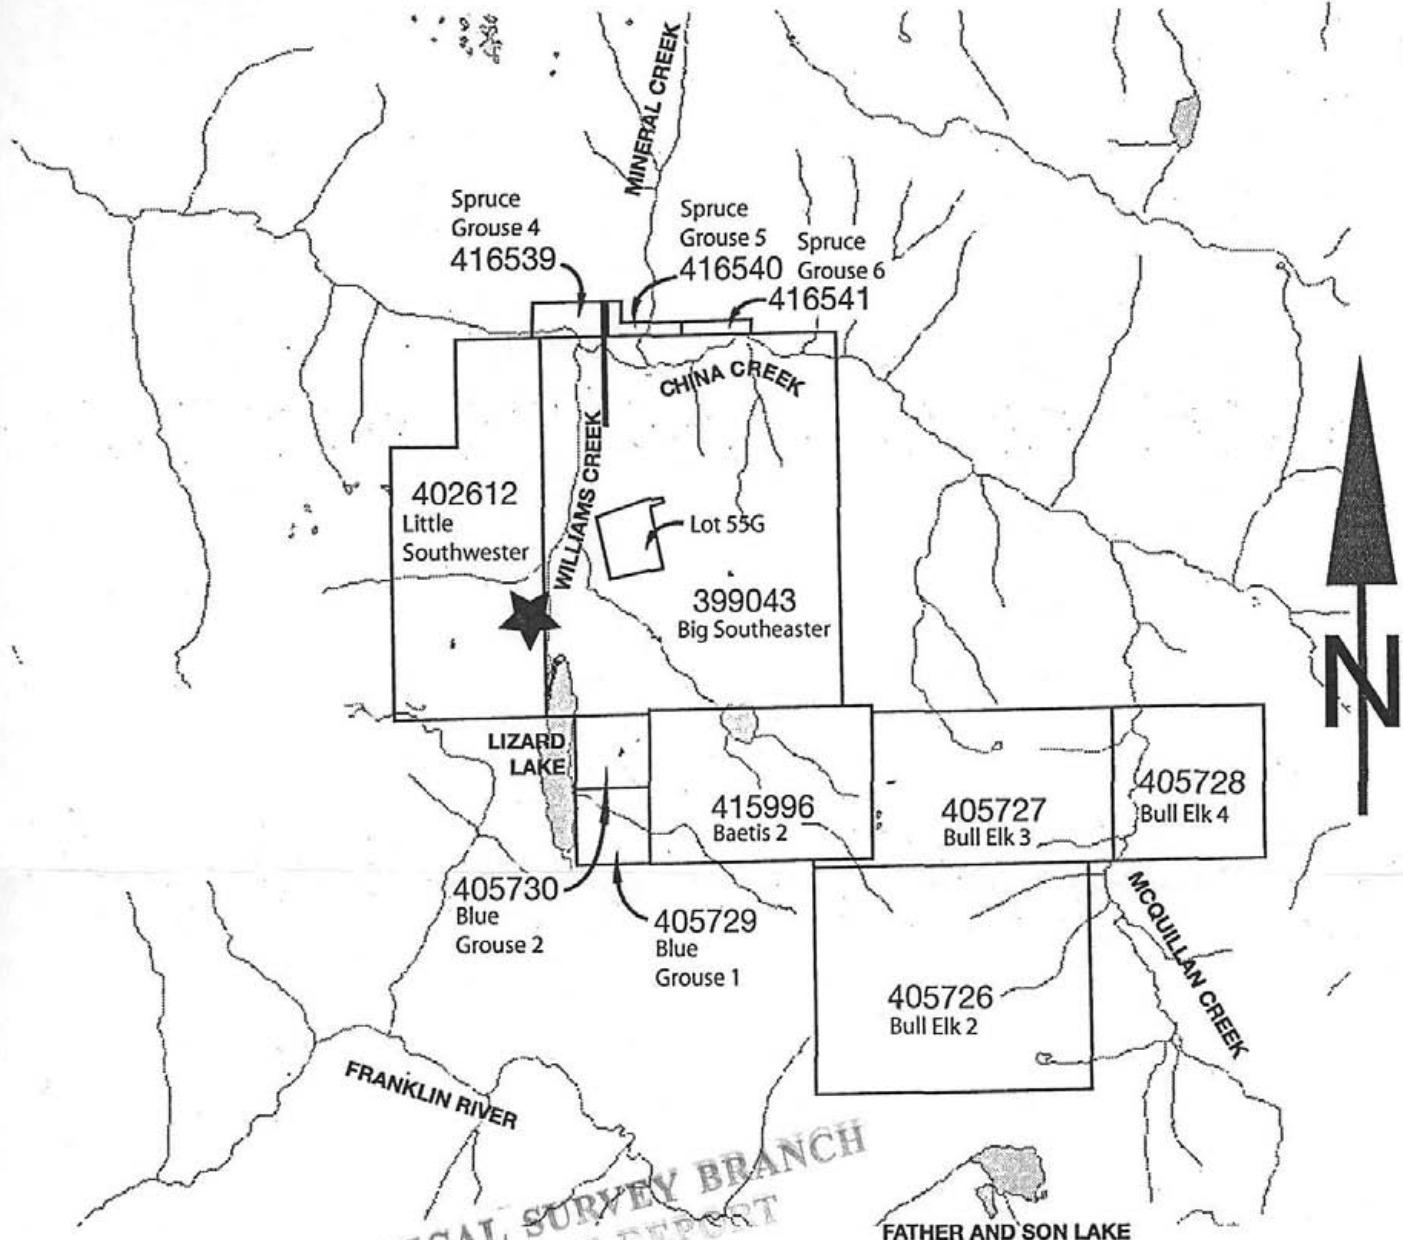 MINERAL CREEK
Spruce
Grouse 4
416539
Spruce
Grouse 5
416540
Spruce
Grouse 6
416541
CHINA CREEK
WILLIAMS CREEK
402612
Little
Southwester
Lot 55G
399043
Big Southeaster
N
LIZARD
LAKE
415996
Baetis 2
405727
Bull Elk 3
405728
Bull Elk 4
405730
Blue
Grouse 2
405729
Blue
Grouse 1
405726
Bull Elk 2
MCQUILLAN CREEK
FRANKLIN RIVER
SURVEY BRANCH
REPORT
FATHER AND SON LAKE